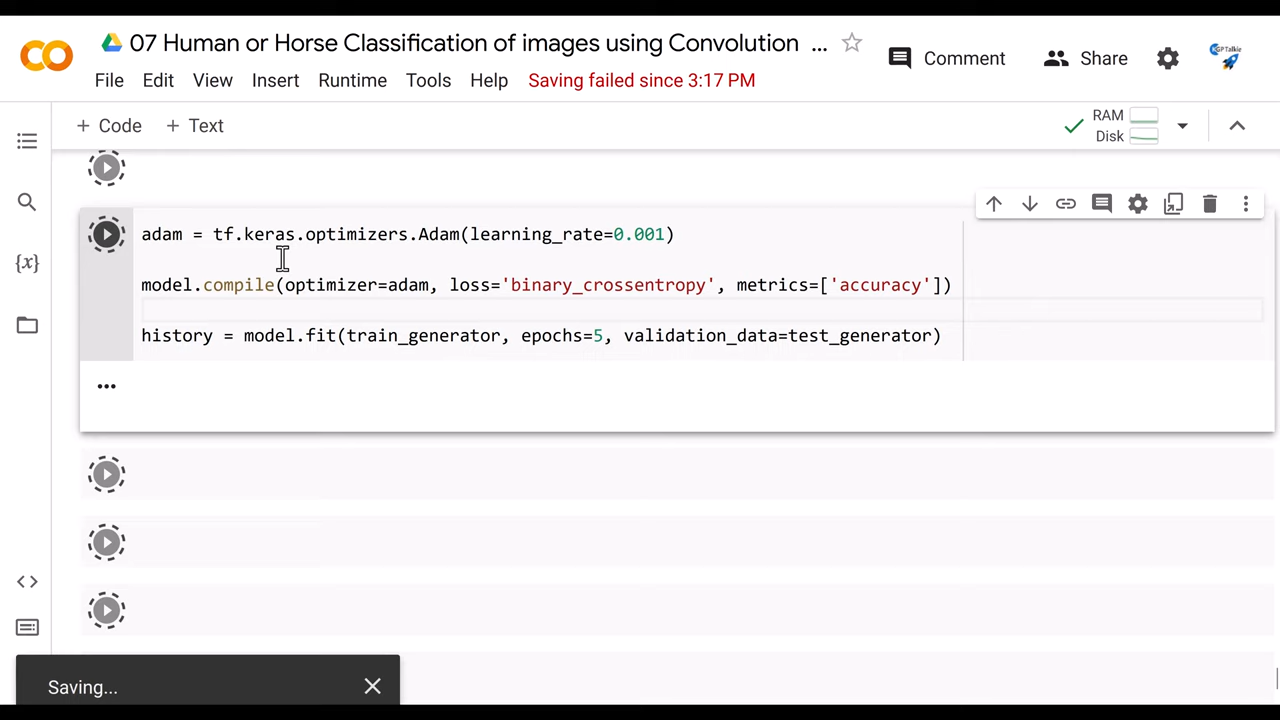 07 Human or Horse Classification of images using Convolution ...
Comment
Share
KGP Talkie
File Edit View Insert Runtime Tools Help Saving failed since 3:17 PM
+ Code + Text
RAM
Disk
{x}
adam = tf.keras.optimizers.Adam(learning_rate=0.001)
model.compile(optimizer=adam, loss='binary_crossentropy', metrics=['accuracy'])
history = model.fit(train_generator, epochs=5, validation_data=test_generator)
...
<>
Saving...